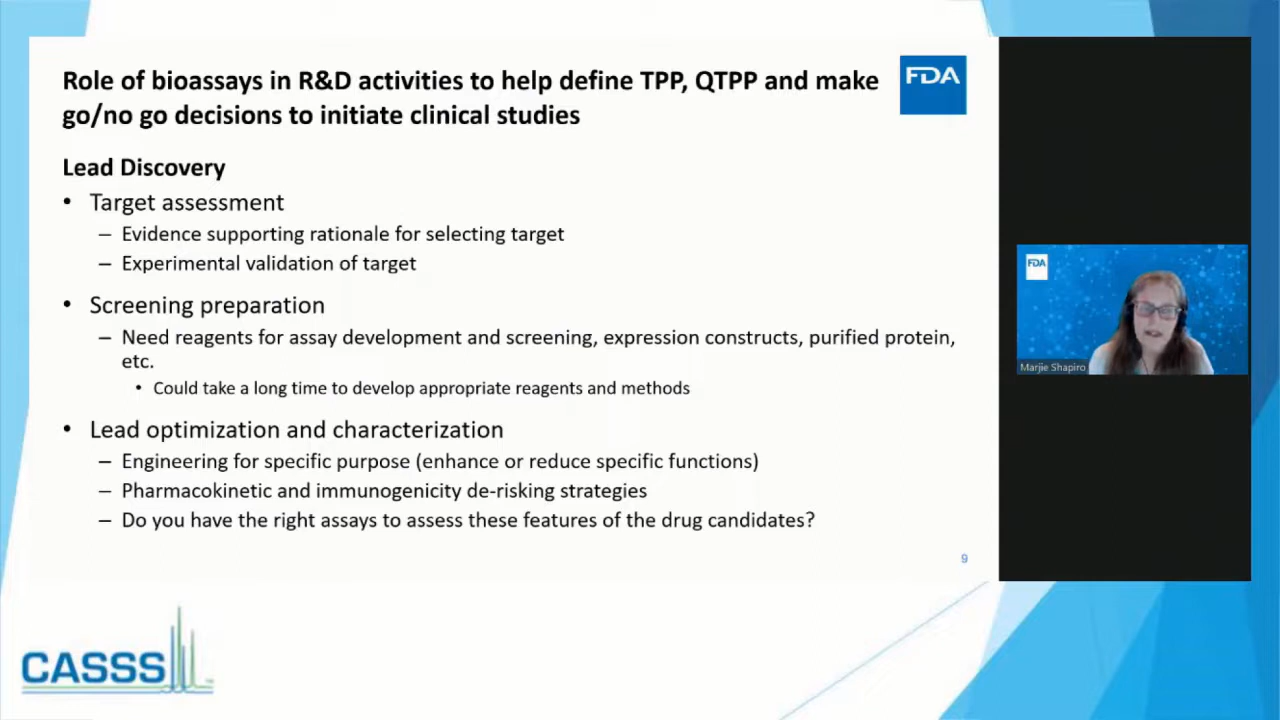 Role of bioassays in R&D activities to help define TPP, QTPP and make
go/no go decisions to initiate clinical studies
FDA
Lead Discovery
• Target assessment
– Evidence supporting rationale for selecting target
– Experimental validation of target
• Screening preparation
– Need reagents for assay development and screening, expression constructs, purified protein,
etc.
• Could take a long time to develop appropriate reagents and methods
• Lead optimization and characterization
– Engineering for specific purpose (enhance or reduce specific functions)
– Pharmacokinetic and immunogenicity de-risking strategies
– Do you have the right assays to assess these features of the drug candidates?
9
FDA
Marjie Shapiro
CASSS